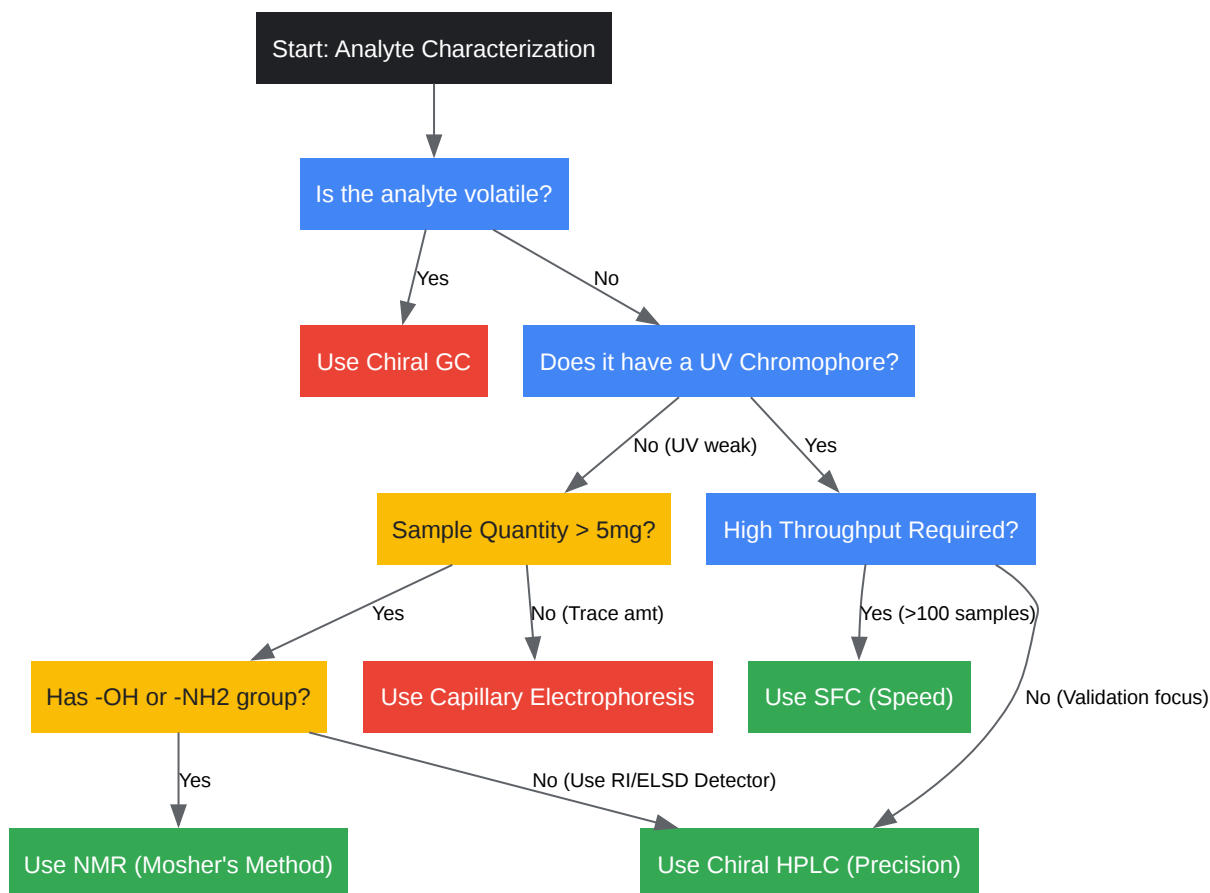 Start: Analyte Characterization
Is the analyte volatile?
Yes
No
Use Chiral GC
Does it have a UV Chromophore?
No (UV weak)
Yes
Sample Quantity > 5mg?
High Throughput Required?
Yes
No (Trace amt)
Yes (>100 samples)
Has -OH or -NH2 group?
Use Capillary Electrophoresis
Use SFC (Speed)
No (Validation focus)
Yes
No (Use RI/ELSD Detector)
Use NMR (Mosher's Method)
Use Chiral HPLC (Precision)